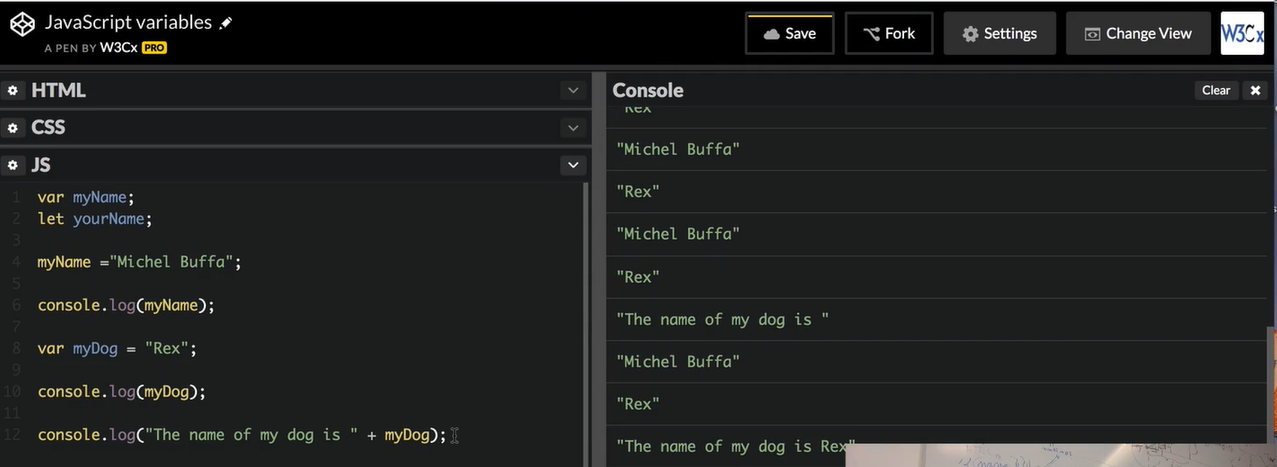 JavaScript variables
A PEN BY W3Cx PRO
Save
Fork
Settings
Change View
W3Cx
HTML
CSS
JS
1 var myName;
2 let yourName;
3
4 myName ="Michel Buffa";
5
6 console.log(myName);
7
8 var myDog = "Rex";
9
10 console.log(myDog);
11
12 console.log("The name of my dog is " + myDog);
Console
Clear
"Rex"
"Michel Buffa"
"Rex"
"Michel Buffa"
"Rex"
"The name of my dog is "
"Michel Buffa"
"Rex"
"The name of my dog is Rex"